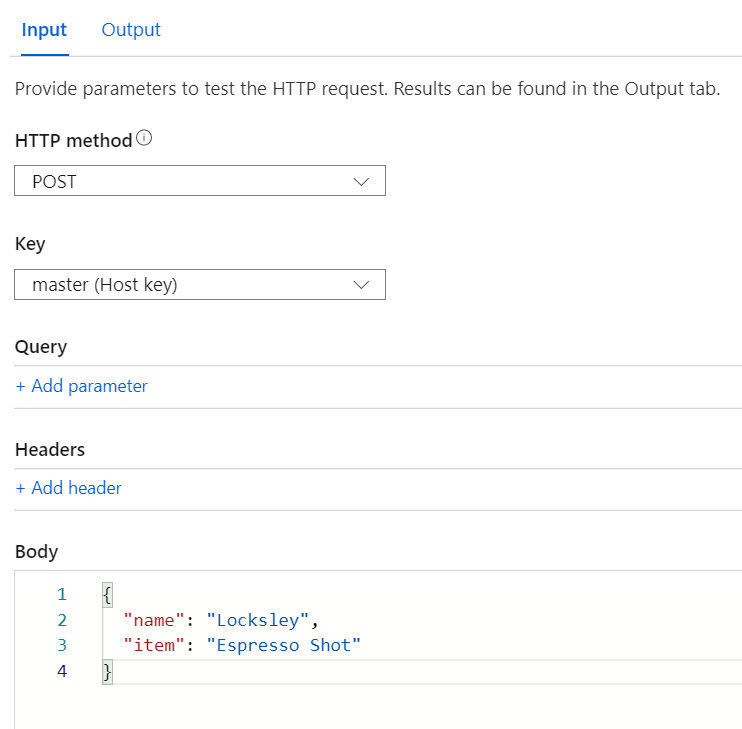 Input Output
Provide parameters to test the HTTP request. Results can be found in the Output tab.
HTTP method
POST
Key
master (Host key)
Query
+ Add parameter
Headers
+ Add header
Body
1 {
2 "name": "Locksley",
3 "item": "Espresso Shot"
4 }